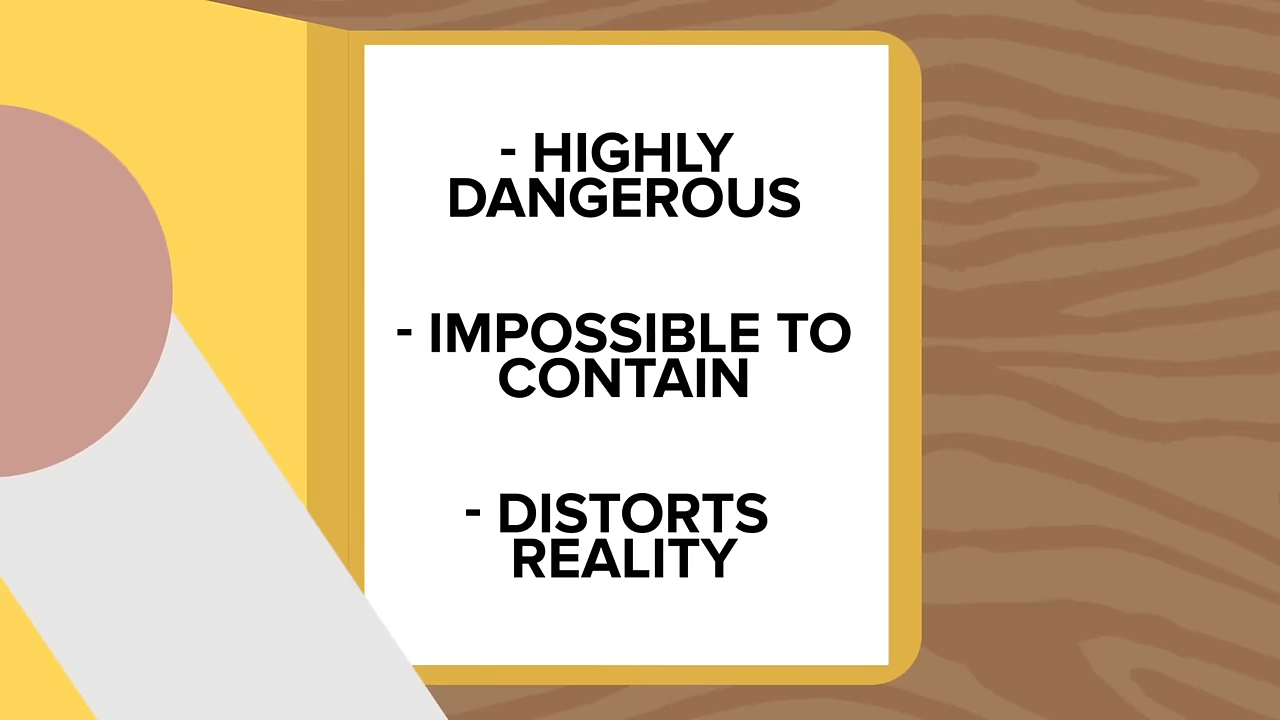 - HIGHLY
DANGEROUS
- IMPOSSIBLE TO
CONTAIN
- DISTORTS
REALITY